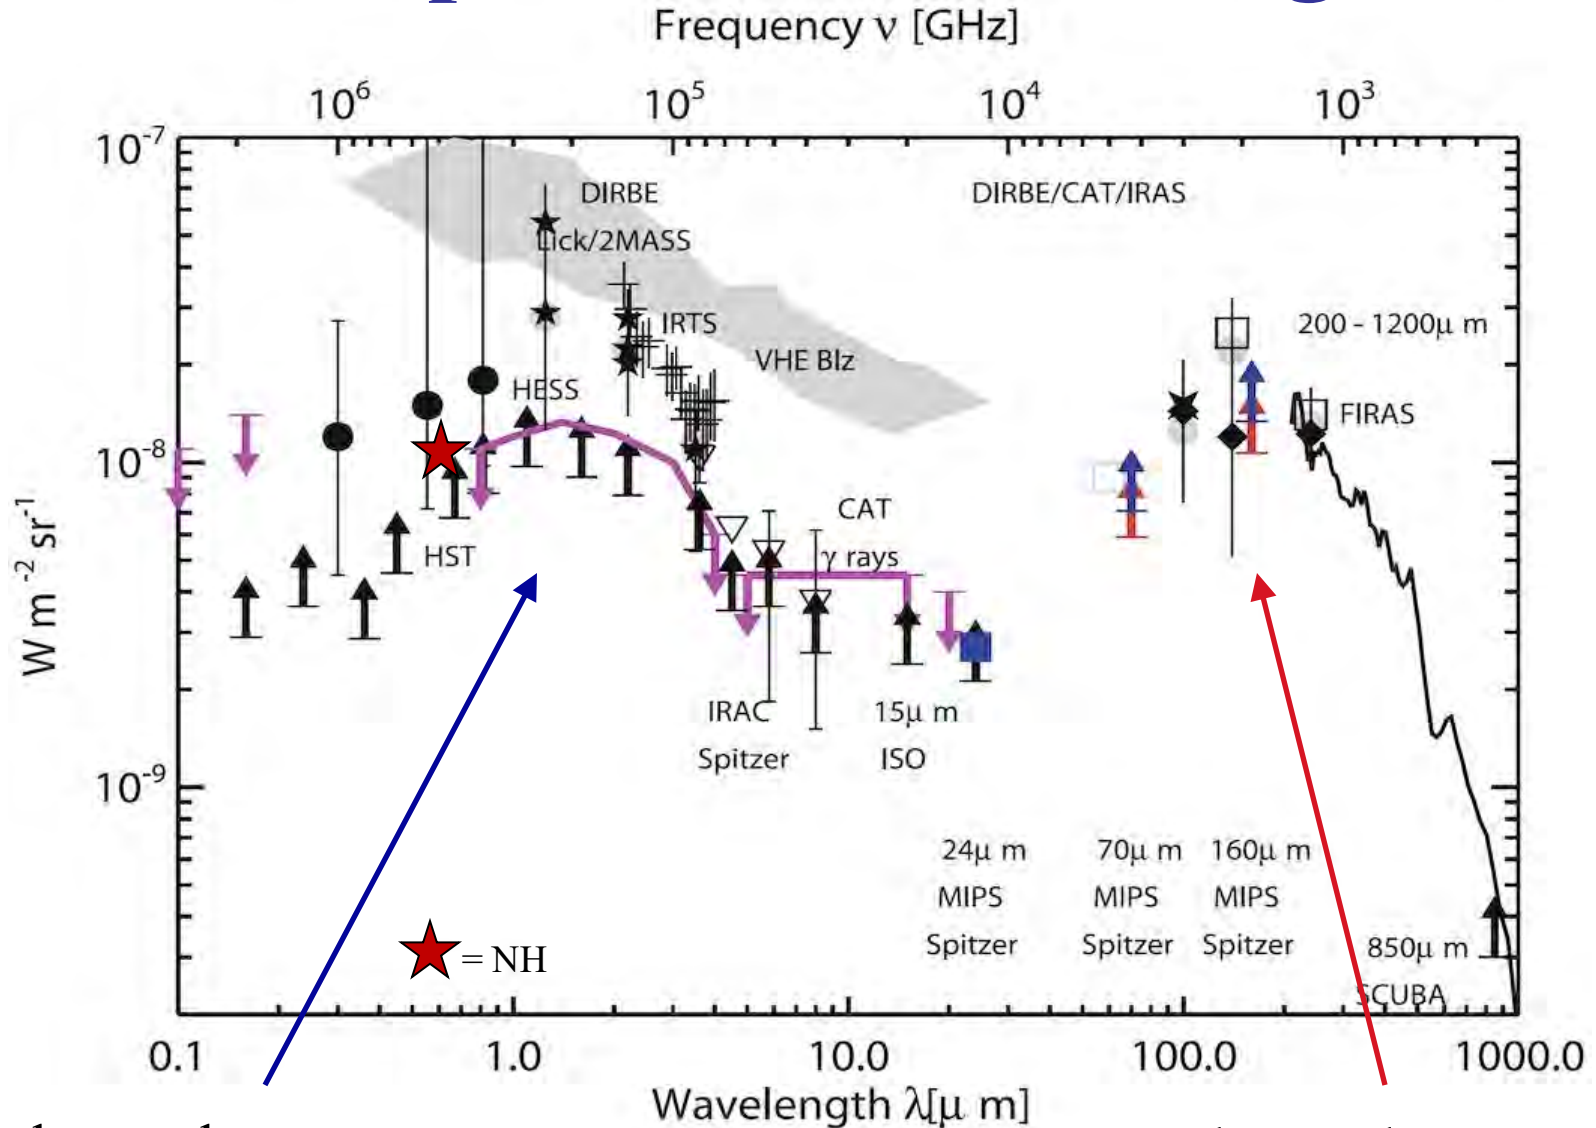 Frequency ν [GHz]
10⁶ 10⁵ 10⁴ 10³
10⁻⁷
DIRBE DIRBE/CAT/IRAS
Lick/2MASS
IRTS 200 - 1200μ m
VHE Blz
HESS FIRAS
10⁻⁸
CAT
HST γ rays
W m⁻² sr⁻¹
IRAC 15μ m
Spitzer ISO
10⁻⁹
24μ m 70μ m 160μ m
MIPS MIPS MIPS
Spitzer Spitzer Spitzer
850μ m
= NH
SCUBA
0.1 1.0 10.0 100.0 1000.0
Wavelength λ[μ m]